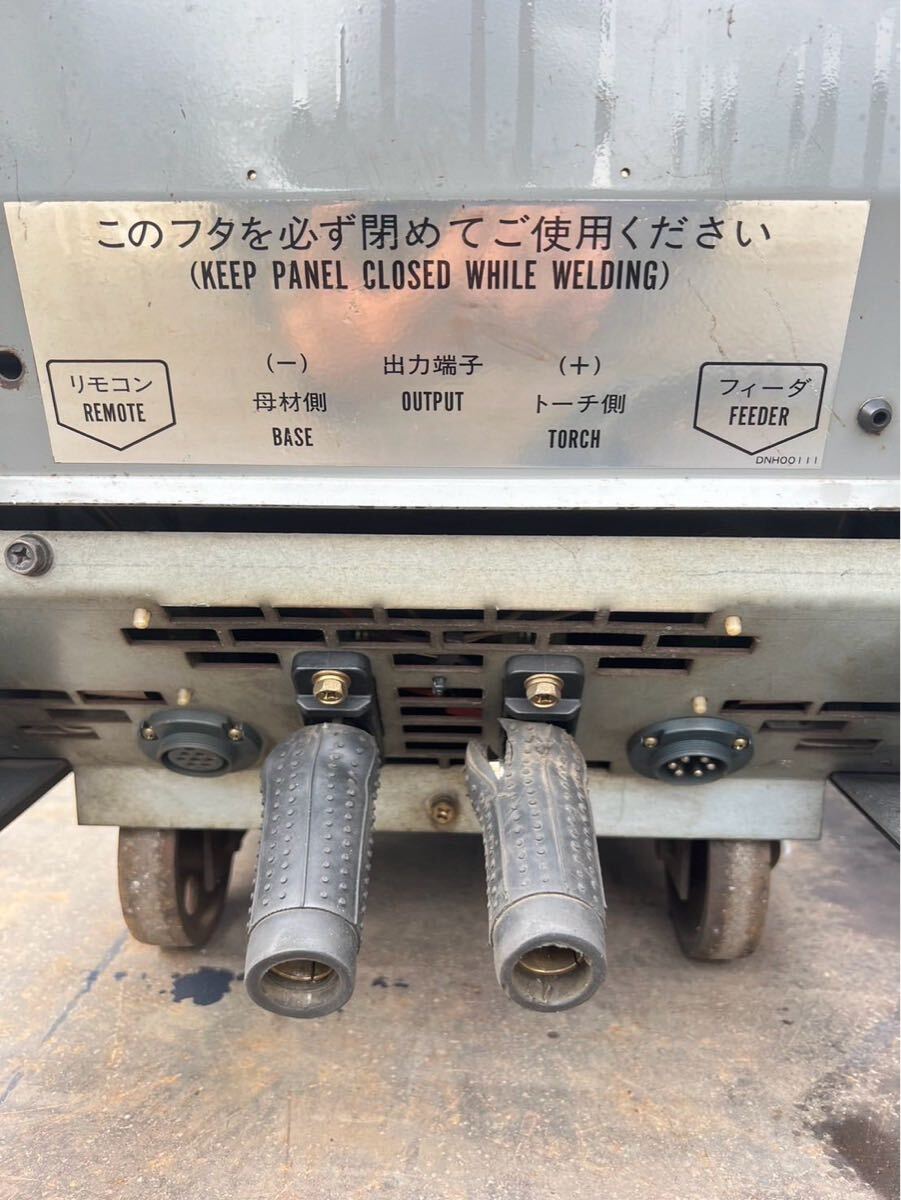 このフタを必ず閉めてご使用ください
(KEEP PANEL CLOSED WHILE WELDING)
リモコン
REMOTE
(−)
母材側
BASE
出力端子
OUTPUT
(+)
トーチ側
TORCH
フィーダ
FEEDER
DNH00111